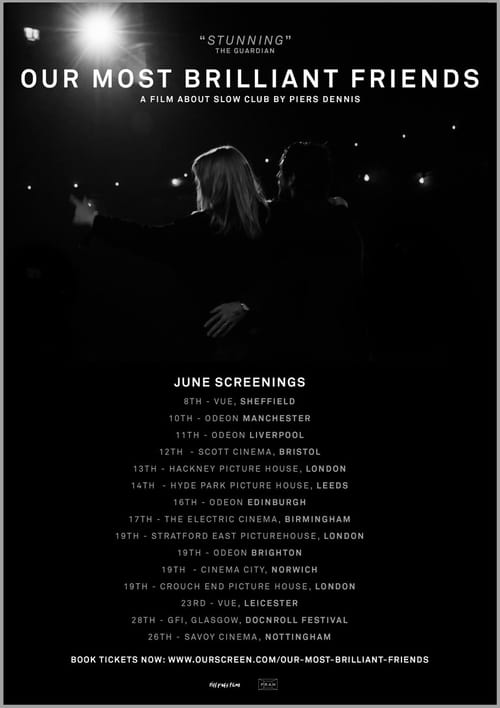 “STUNNING”
THE GUARDIAN
OUR MOST BRILLIANT FRIENDS
A FILM ABOUT SLOW CLUB BY PIERS DENNIS
JUNE SCREENINGS
8TH - VUE, SHEFFIELD
10TH - ODEON MANCHESTER
11TH - ODEON LIVERPOOL
12TH - SCOTT CINEMA, BRISTOL
13TH - HACKNEY PICTURE HOUSE, LONDON
14TH - HYDE PARK PICTURE HOUSE, LEEDS
16TH - ODEON EDINBURGH
17TH - THE ELECTRIC CINEMA, BIRMINGHAM
19TH - STRATFORD EAST PICTUREHOUSE, LONDON
19TH - ODEON BRIGHTON
19TH - CINEMA CITY, NORWICH
19TH - CROUCH END PICTURE HOUSE, LONDON
23RD - VUE, LEICESTER
28TH - GFI, GLASGOW, DOCNROLL FESTIVAL
26TH - SAVOY CINEMA, NOTTINGHAM
BOOK TICKETS NOW: WWW.OURSCREEN.COM/OUR-MOST-BRILLIANT-FRIENDS